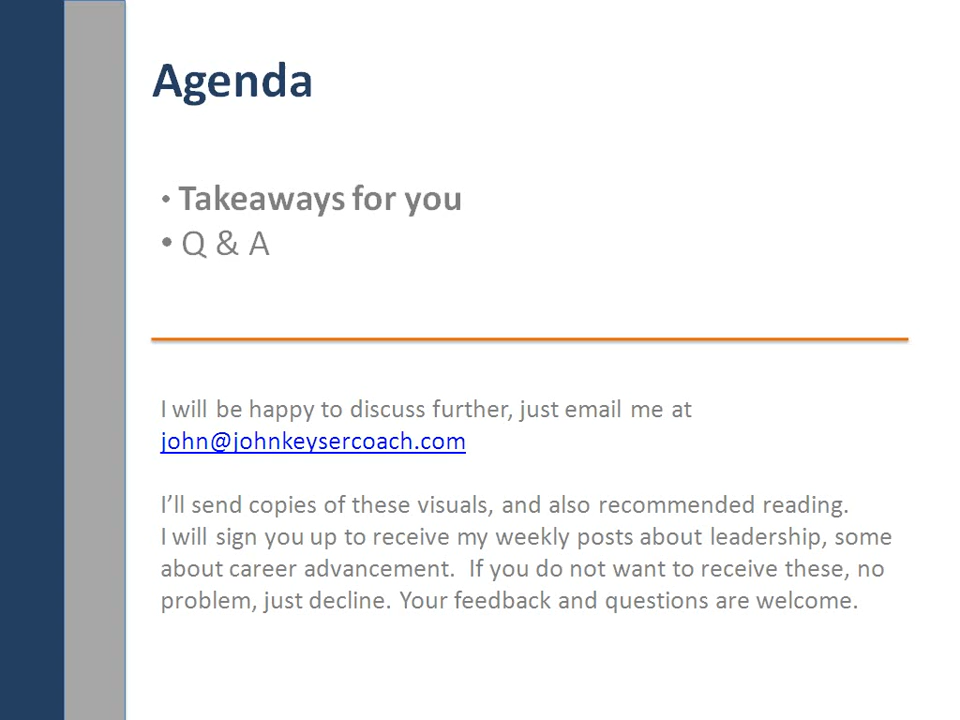 Agenda
• Takeaways for you
• Q & A
I will be happy to discuss further, just email me at
john@johnkeysercoach.com
I’ll send copies of these visuals, and also recommended reading.
I will sign you up to receive my weekly posts about leadership, some
about career advancement.  If you do not want to receive these, no
problem, just decline. Your feedback and questions are welcome.